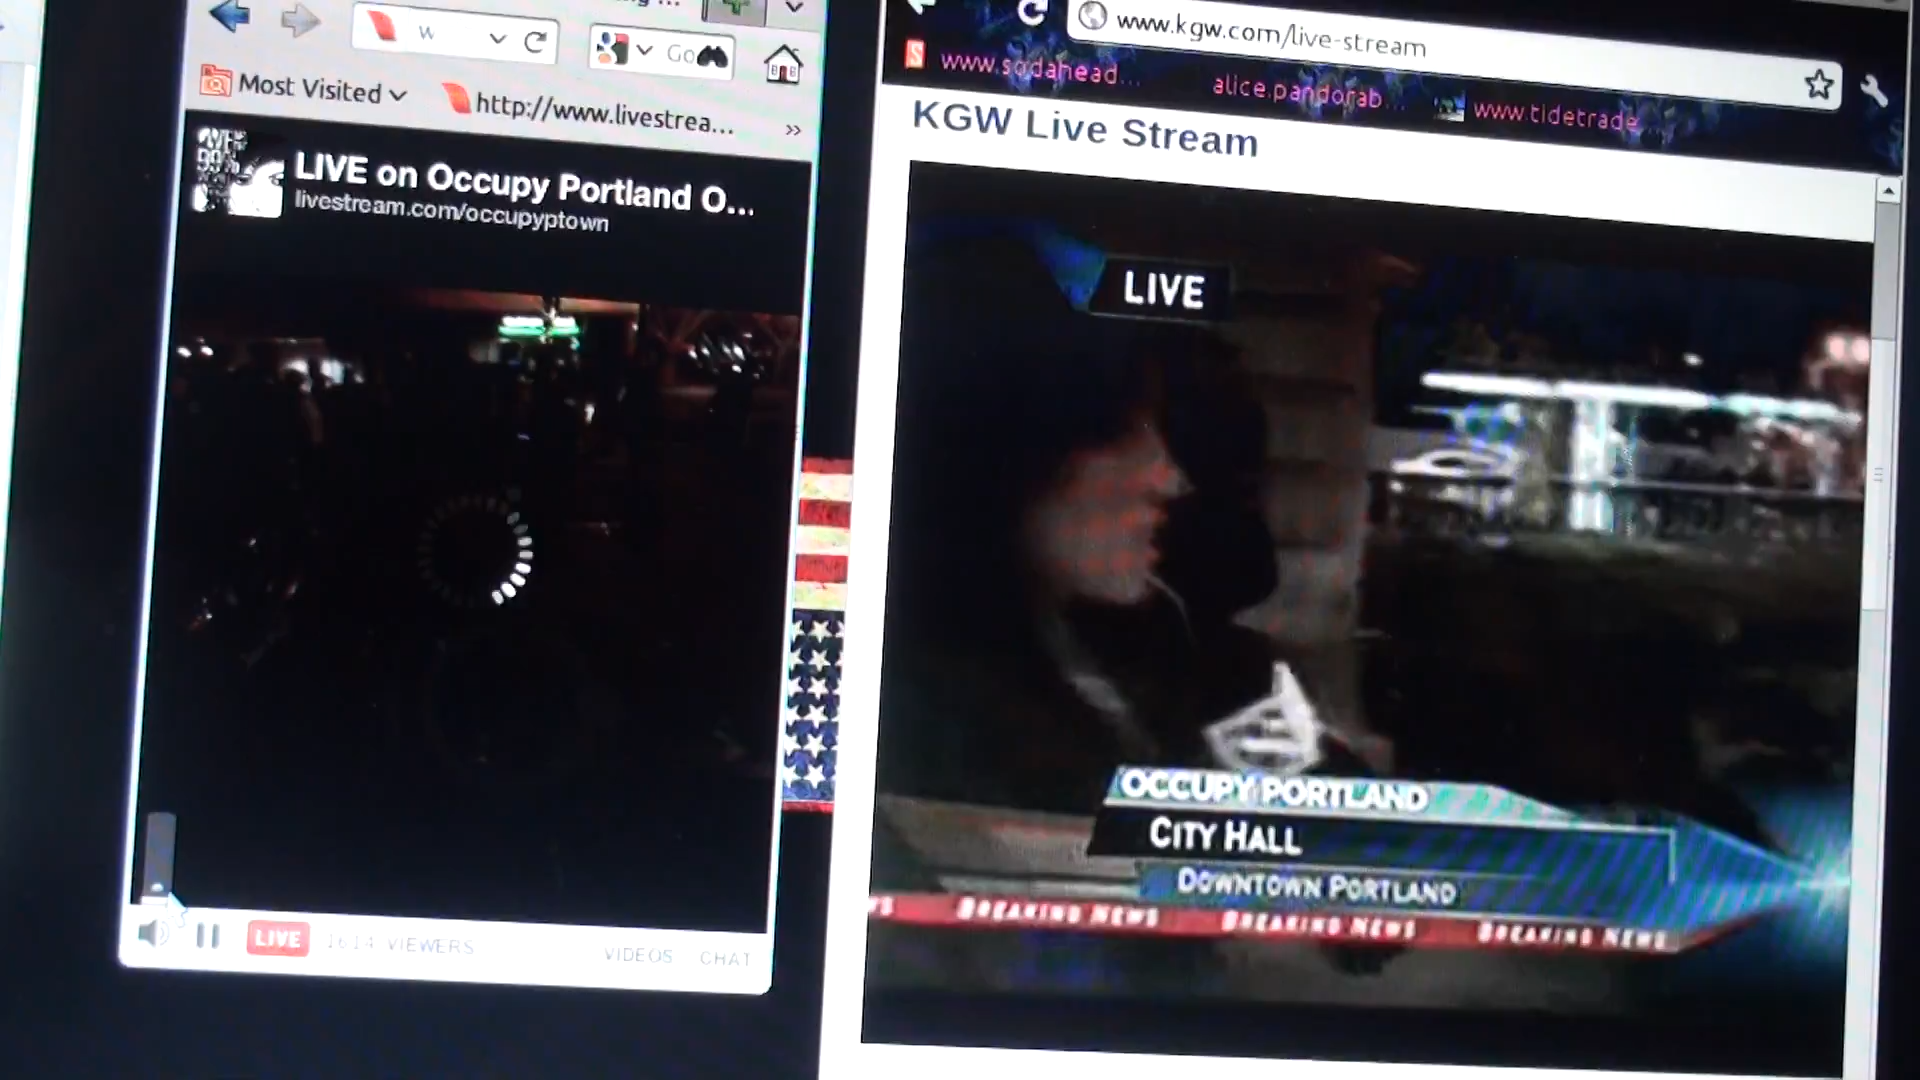 Go
Most Visited
http://www.livestrea...
»
LIVE on Occupy Portland O...
livestream.com/occupyptown
LIVE 1614 VIEWERS VIDEOS CHAT
www.kgw.com/live-stream
www.sodahead... alice.pandorab... www.tidetrade
KGW Live Stream
LIVE
OCCUPY PORTLAND
CITY HALL
DOWNTOWN PORTLAND
BREAKING NEWS BREAKING NEWS BREAKING NEWS